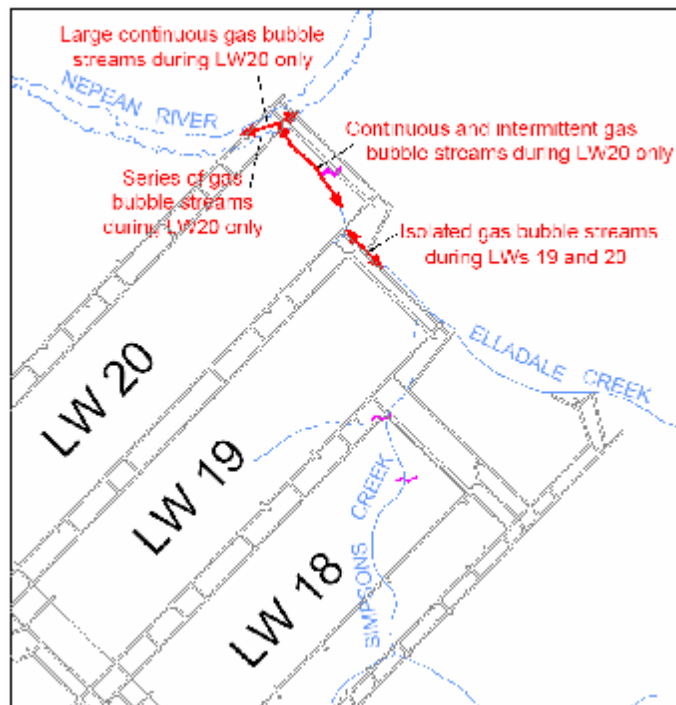 Large continuous gas bubble
streams during LW20 only
NEPEAN RIVER
Continuous and intermittent gas
bubble streams during LW20 only
Series of gas
bubble streams
during LW20 only
Isolated gas bubble streams
during LWs 19 and 20
ELLADALE CREEK
LW 20
LW 19
LW 18
SIMPSONS CREEK